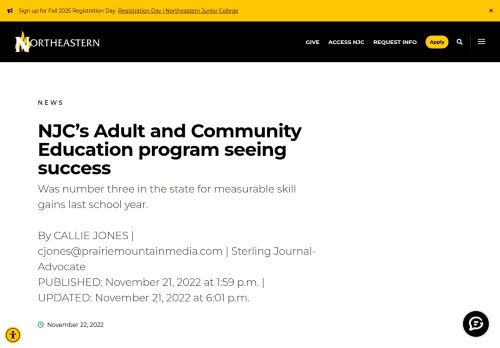 Sign up for Fall 2025 Registration Day Registration Day | Northeastern Junior College ×
NORTHEASTERN GIVE ACCESS NJC REQUEST INFO Apply
NEWS
NJC’s Adult and Community
Education program seeing
success
Was number three in the state for measurable skill
gains last school year.
By CALLIE JONES |
cjones@prairiemountainmedia.com | Sterling Journal-
Advocate
PUBLISHED: November 21, 2022 at 1:59 p.m. |
UPDATED: November 21, 2022 at 6:01 p.m.
November 22, 2022